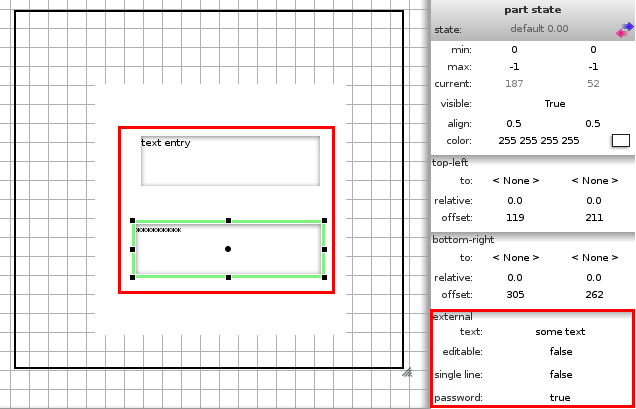 text entry
**********
part state
state: default 0.00
min: 0 0
max: -1 -1
current: 187 52
visible: True
align: 0.5 0.5
color: 255 255 255 255
top-left
to: < None > < None >
relative: 0.0 0.0
offset: 119 211
bottom-right
to: < None > < None >
relative: 0.0 0.0
offset: 305 262
external
text: some text
editable: false
single line: false
password: true